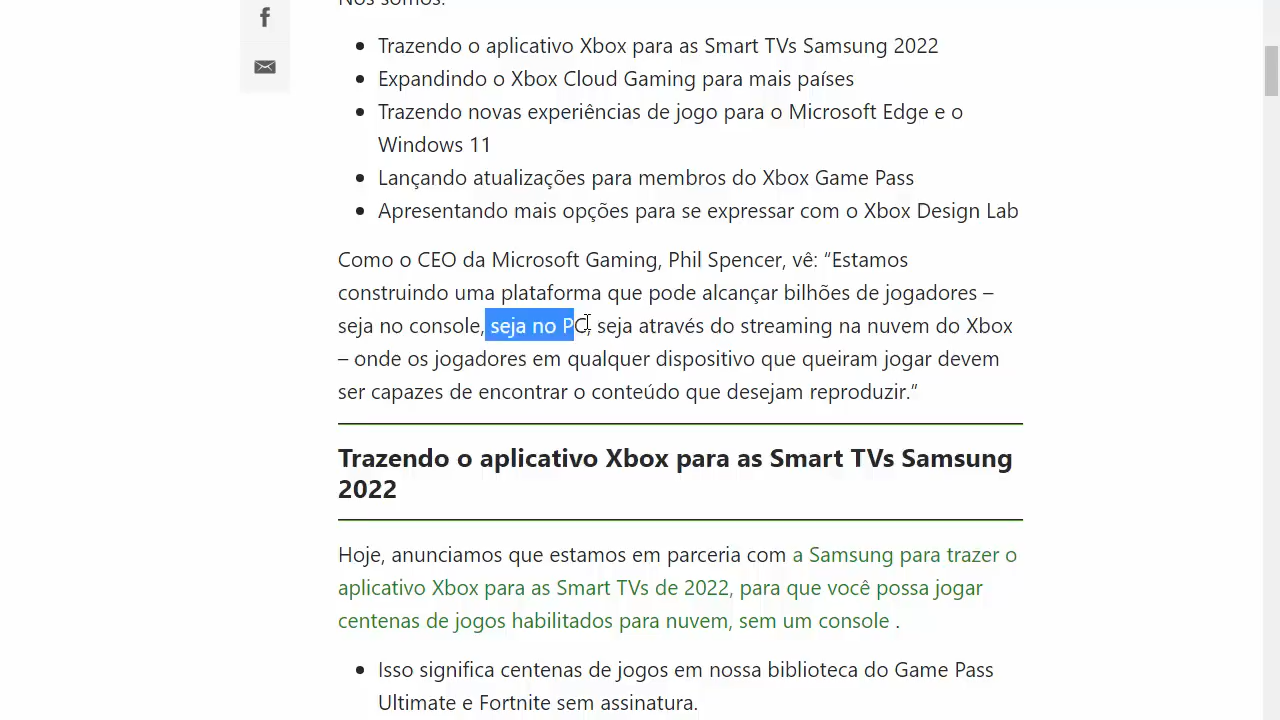 Nós somos:
Trazendo o aplicativo Xbox para as Smart TVs Samsung 2022
Expandindo o Xbox Cloud Gaming para mais países
Trazendo novas experiências de jogo para o Microsoft Edge e o
Windows 11
Lançando atualizações para membros do Xbox Game Pass
Apresentando mais opções para se expressar com o Xbox Design Lab
Como o CEO da Microsoft Gaming, Phil Spencer, vê: “Estamos
construindo uma plataforma que pode alcançar bilhões de jogadores –
seja no console, seja no PC, seja através do streaming na nuvem do Xbox
– onde os jogadores em qualquer dispositivo que queiram jogar devem
ser capazes de encontrar o conteúdo que desejam reproduzir.“
Trazendo o aplicativo Xbox para as Smart TVs Samsung
2022
Hoje, anunciamos que estamos em parceria com a Samsung para trazer o
aplicativo Xbox para as Smart TVs de 2022, para que você possa jogar
centenas de jogos habilitados para nuvem, sem um console .
Isso significa centenas de jogos em nossa biblioteca do Game Pass
Ultimate e Fortnite sem assinatura.